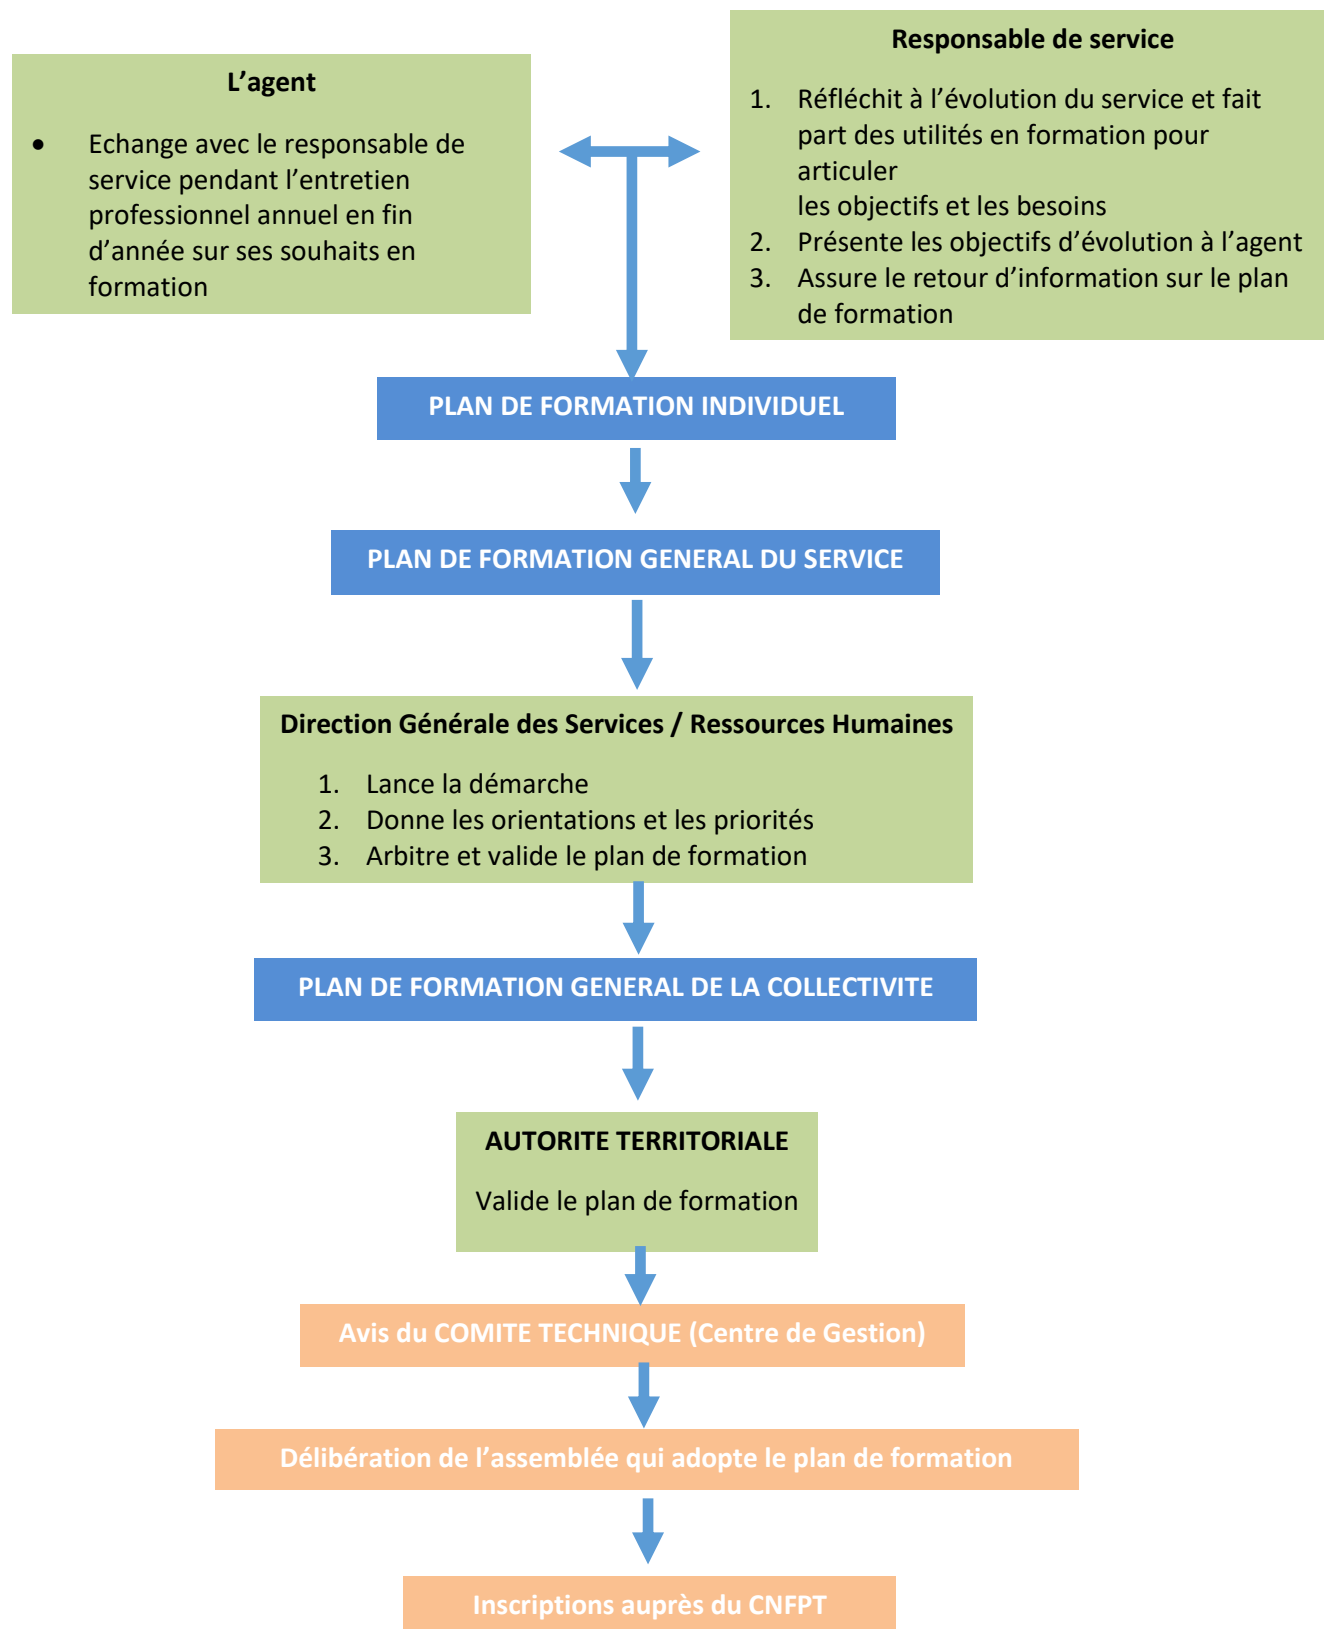 L’agent
• Echange avec le responsable de
service pendant l’entretien
professionnel annuel en fin
d’année sur ses souhaits en
formation
Responsable de service
1. Réfléchit à l’évolution du service et fait
part des utilités en formation pour
articuler
les objectifs et les besoins
2. Présente les objectifs d’évolution à l’agent
3. Assure le retour d’information sur le plan
de formation
PLAN DE FORMATION INDIVIDUEL
PLAN DE FORMATION GENERAL DU SERVICE
Direction Générale des Services / Ressources Humaines
1. Lance la démarche
2. Donne les orientations et les priorités
3. Arbitre et valide le plan de formation
PLAN DE FORMATION GENERAL DE LA COLLECTIVITE
AUTORITE TERRITORIALE
Valide le plan de formation
Avis du COMITE TECHNIQUE (Centre de Gestion)
Délibération de l’assemblée qui adopte le plan de formation
Inscriptions auprès du CNFPT